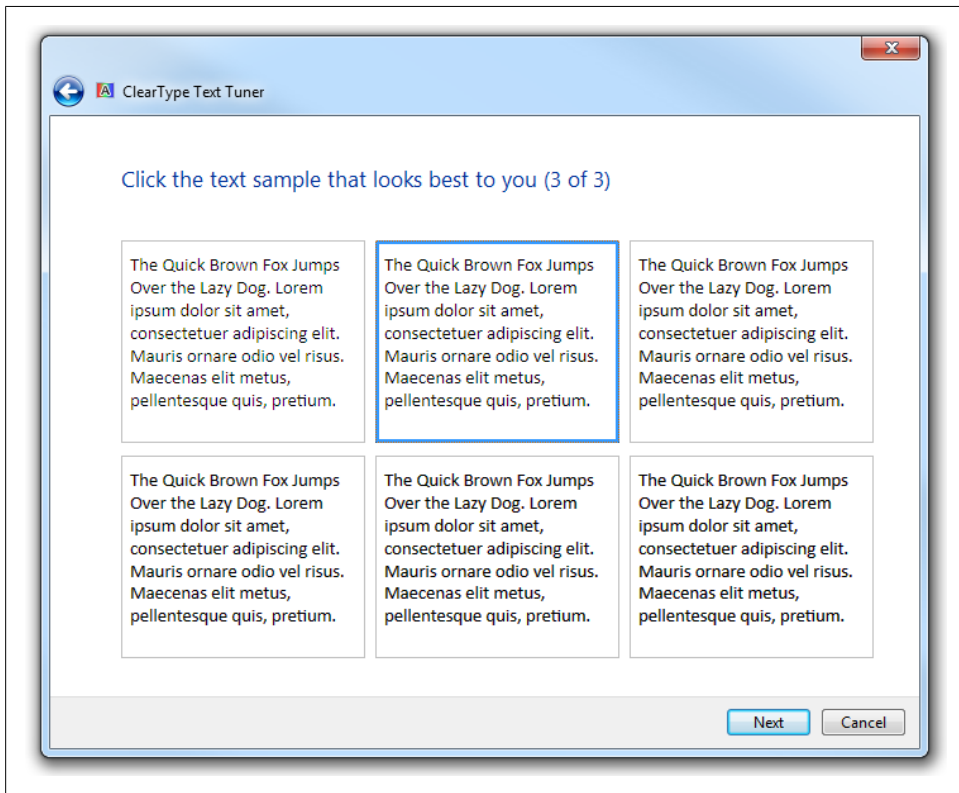 ClearType Text Tuner
Click the text sample that looks best to you (3 of 3)
The Quick Brown Fox Jumps
Over the Lazy Dog. Lorem
ipsum dolor sit amet,
consectetuer adipiscing elit.
Mauris ornare odio vel risus.
Maecenas elit metus,
pellentesque quis, pretium.
The Quick Brown Fox Jumps
Over the Lazy Dog. Lorem
ipsum dolor sit amet,
consectetuer adipiscing elit.
Mauris ornare odio vel risus.
Maecenas elit metus,
pellentesque quis, pretium.
The Quick Brown Fox Jumps
Over the Lazy Dog. Lorem
ipsum dolor sit amet,
consectetuer adipiscing elit.
Mauris ornare odio vel risus.
Maecenas elit metus,
pellentesque quis, pretium.
The Quick Brown Fox Jumps
Over the Lazy Dog. Lorem
ipsum dolor sit amet,
consectetuer adipiscing elit.
Mauris ornare odio vel risus.
Maecenas elit metus,
pellentesque quis, pretium.
The Quick Brown Fox Jumps
Over the Lazy Dog. Lorem
ipsum dolor sit amet,
consectetuer adipiscing elit.
Mauris ornare odio vel risus.
Maecenas elit metus,
pellentesque quis, pretium.
The Quick Brown Fox Jumps
Over the Lazy Dog. Lorem
ipsum dolor sit amet,
consectetuer adipiscing elit.
Mauris ornare odio vel risus.
Maecenas elit metus,
pellentesque quis, pretium.
Next
Cancel